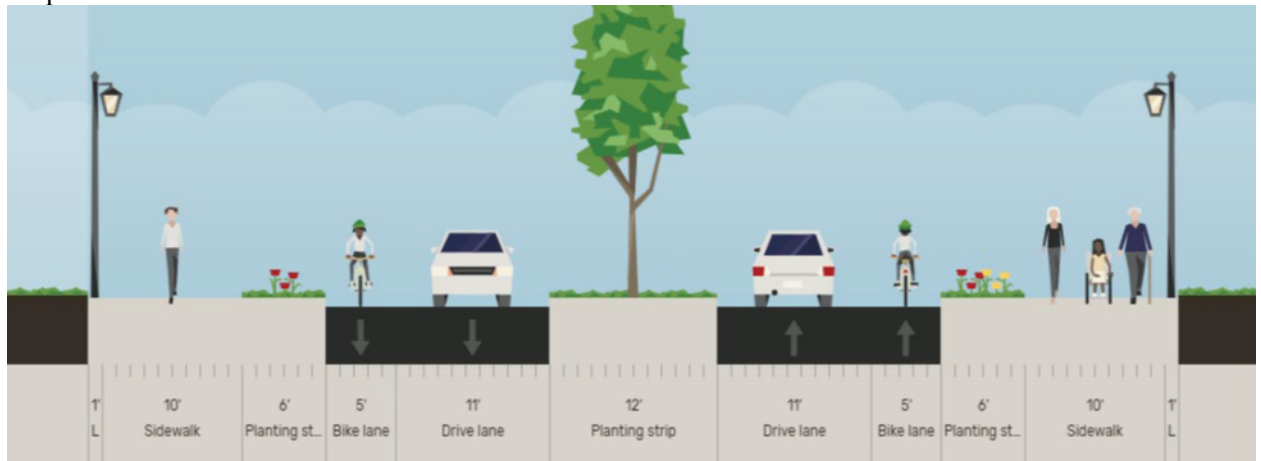 1' 10' 6' 5' 11' 12' 11' 5' 6' 10' 1'
L Sidewalk Planting st... Bike lane Drive lane Planting strip Drive lane Bike lane Planting st... Sidewalk L